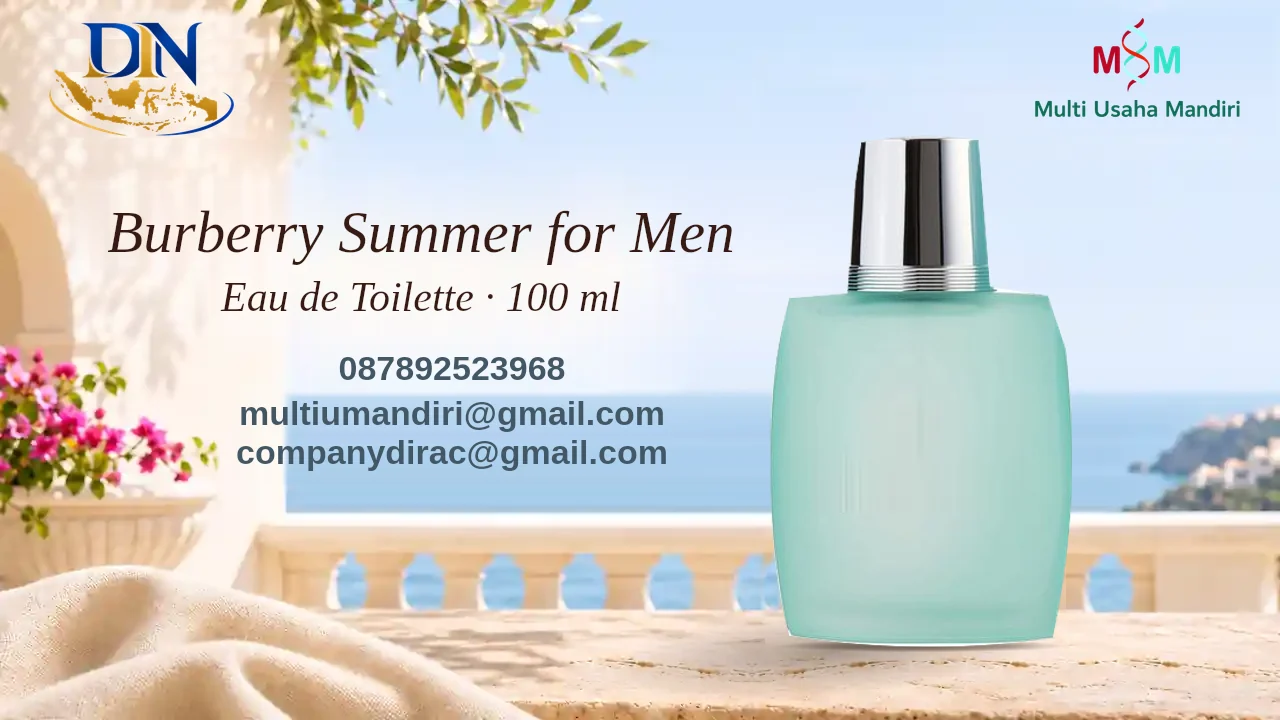 DIN
MSM
Multi Usaha Mandiri
Burberry Summer for Men
Eau de Toilette · 100 ml
087892523968
multiumandiri@gmail.com
companydirac@gmail.com